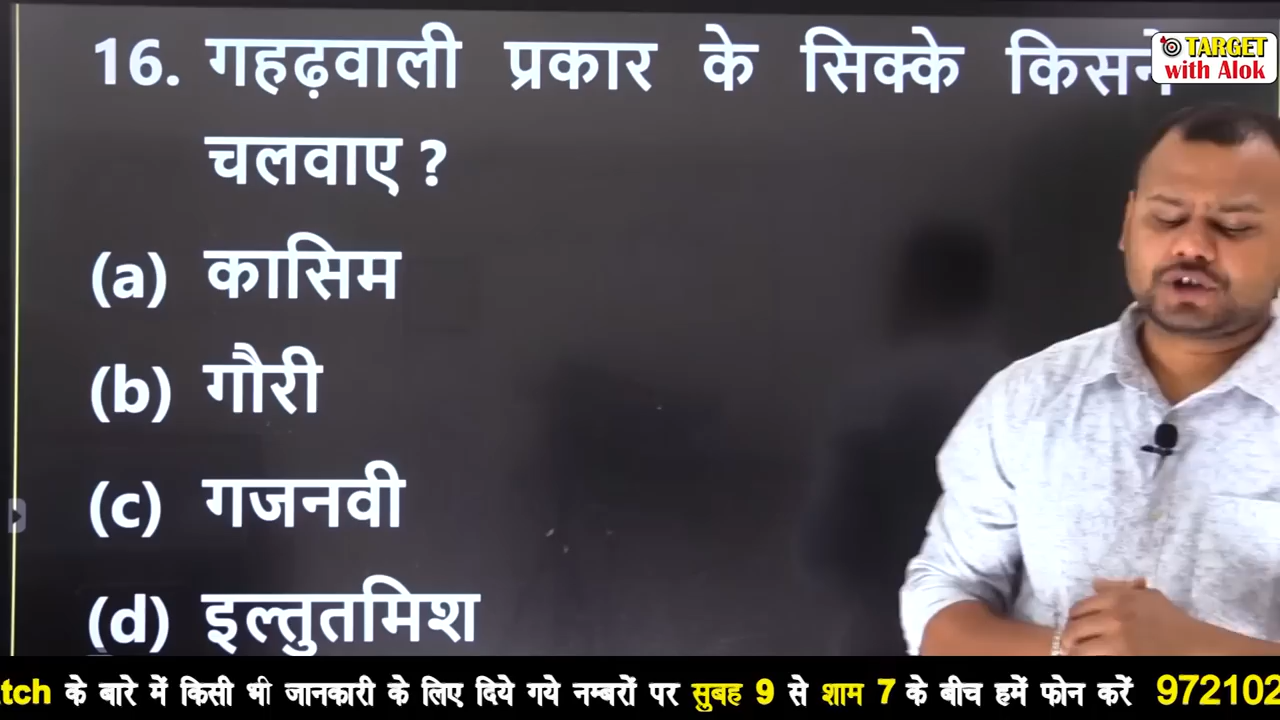 16. गहढ़वाली प्रकार के सिक्के किसने
TARGET
with Alok
चलवाए ?
(a) कासिम
(b) गौरी
(c) गजनवी
(d) इल्तुतमिश
tch के बारे में किसी भी जानकारी के लिए दिये गये नम्बरों पर सुबह 9 से शाम 7 के बीच हमें फोन करें 972102